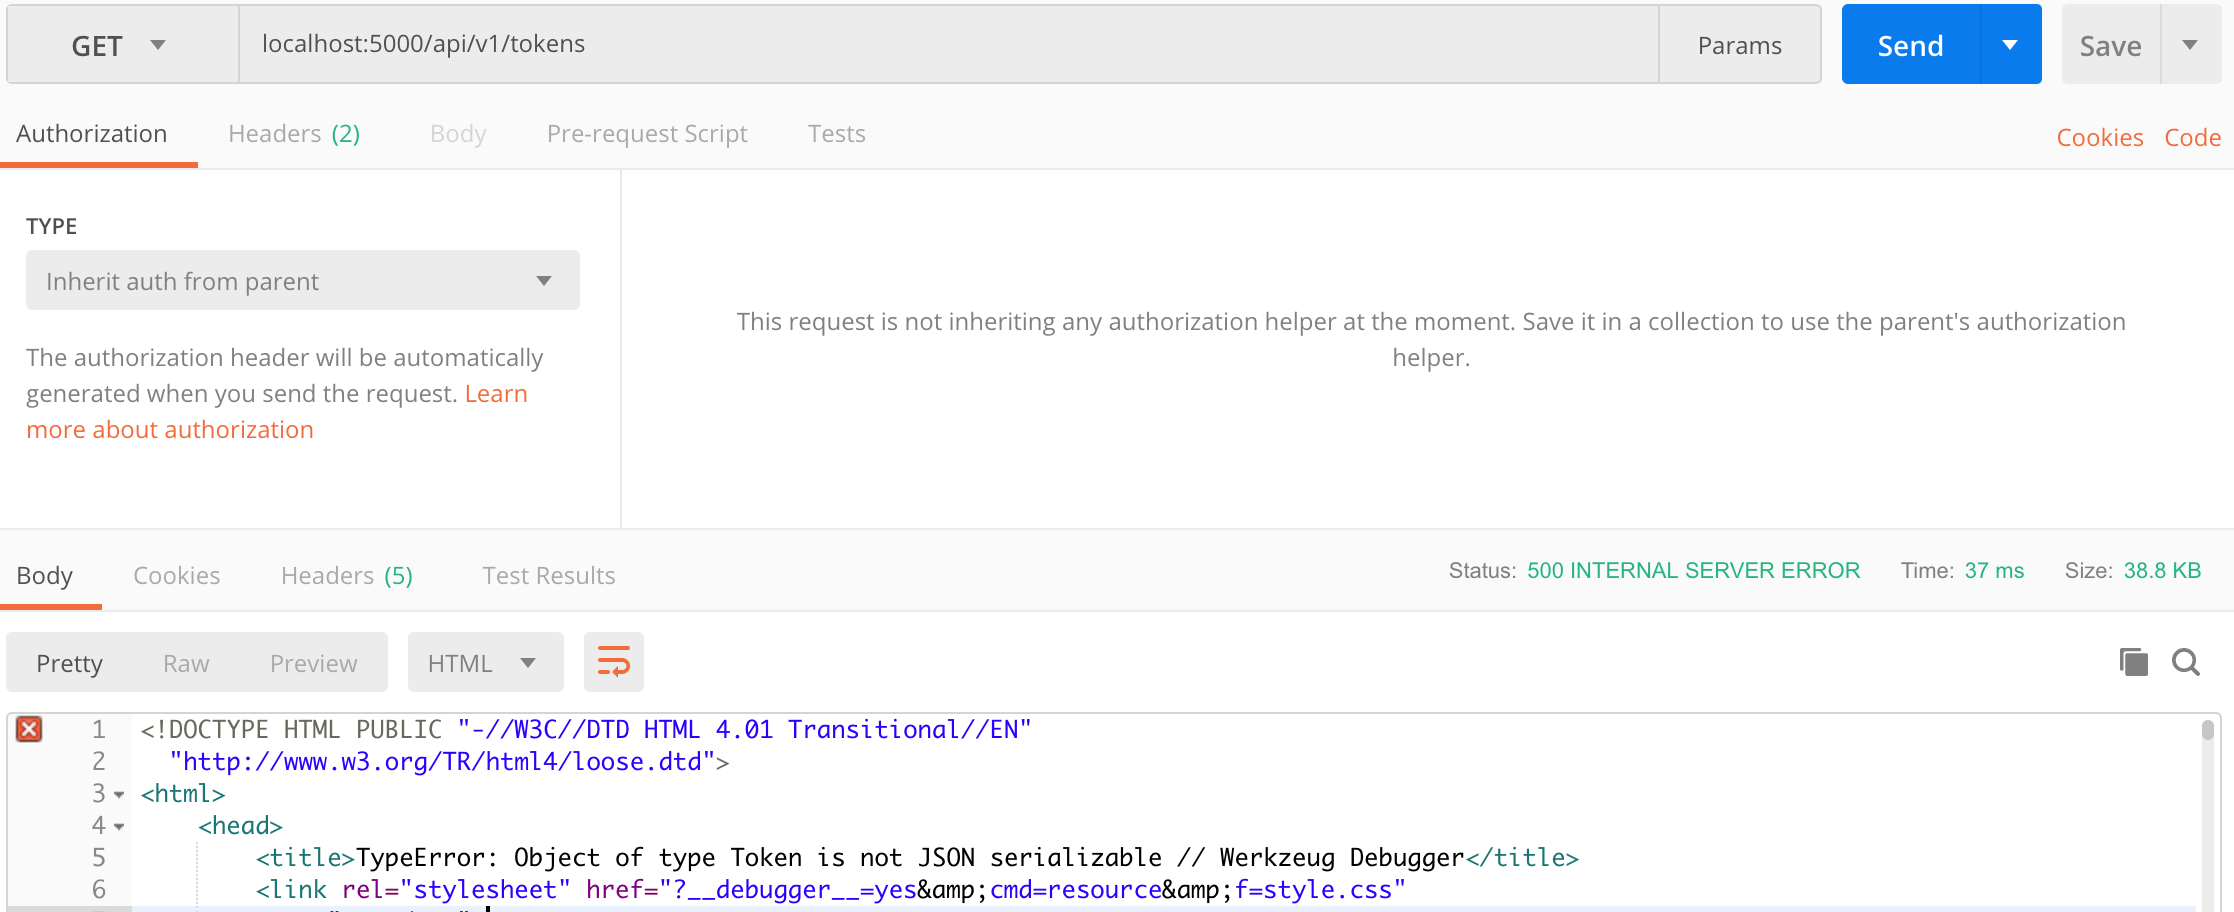 GET localhost:5000/api/v1/tokens Params Send Save
Authorization Headers (2) Body Pre-request Script Tests Cookies Code
TYPE
Inherit auth from parent
The authorization header will be automatically
generated when you send the request. Learn
more about authorization
This request is not inheriting any authorization helper at the moment. Save it in a collection to use the parent's authorization
helper.
Body Cookies Headers (5) Test Results Status: 500 INTERNAL SERVER ERROR Time: 37 ms Size: 38.8 KB
Pretty Raw Preview HTML
1 <!DOCTYPE HTML PUBLIC "-//W3C//DTD HTML 4.01 Transitional//EN"
2 "http://www.w3.org/TR/html4/loose.dtd">
3 <html>
4 <head>
5 <title>TypeError: Object of type Token is not JSON serializable // Werkzeug Debugger</title>
6 <link rel="stylesheet" href="?__debugger__=yes&amp;cmd=resource&amp;f=style.css"